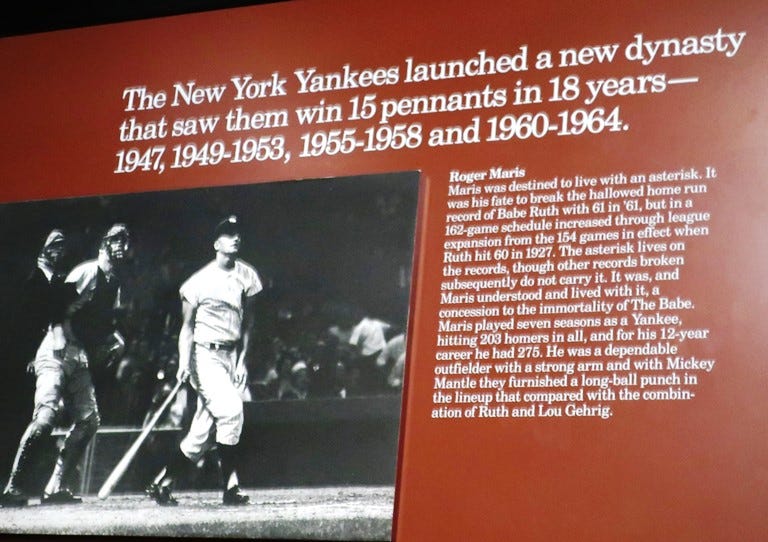 The New York Yankees launched a new dynasty
that saw them win 15 pennants in 18 years—
1947, 1949-1953, 1955-1958 and 1960-1964.
Roger Maris
Maris was destined to live with an asterisk. It
was his fate to break the hallowed home run
record of Babe Ruth with 61 in '61, but in a
162-game schedule increased through league
expansion from the 154 games in effect when
Ruth hit 60 in 1927. The asterisk lives on
the records, though other records broken
subsequently do not carry it. It was, and
Maris understood and lived with it, a
concession to the immortality of The Babe.
Maris played seven seasons as a Yankee,
hitting 203 homers in all, and for his 12-year
career he had 275. He was a dependable
outfielder with a strong arm and with Mickey
Mantle they furnished a long-ball punch in
the lineup that compared with the combin-
ation of Ruth and Lou Gehrig.